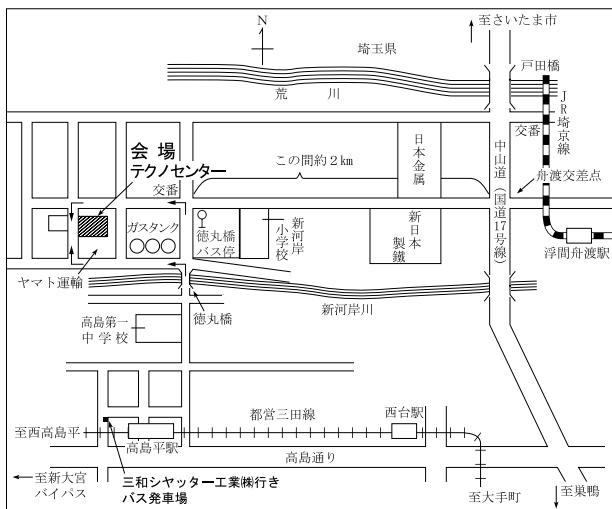 N
至さいたま市
埼玉県
戸田橋
荒川
JR埼京線
会場
テクノセンター
交番
この間約2km
日本金属
中山道(国道17号線)
交番
舟渡交差点
ガスタンク
徳丸橋
バス停
新河岸
小学校
新日本
製鐵
浮間舟渡駅
ヤマト運輸
徳丸橋
新河岸川
高島第一
中学校
都営三田線
西台駅
至西高島平
高島平駅
高島通り
至新大宮
バイパス
三和シヤッター工業㈱行き
バス発車場
至大手町
至巣鴨